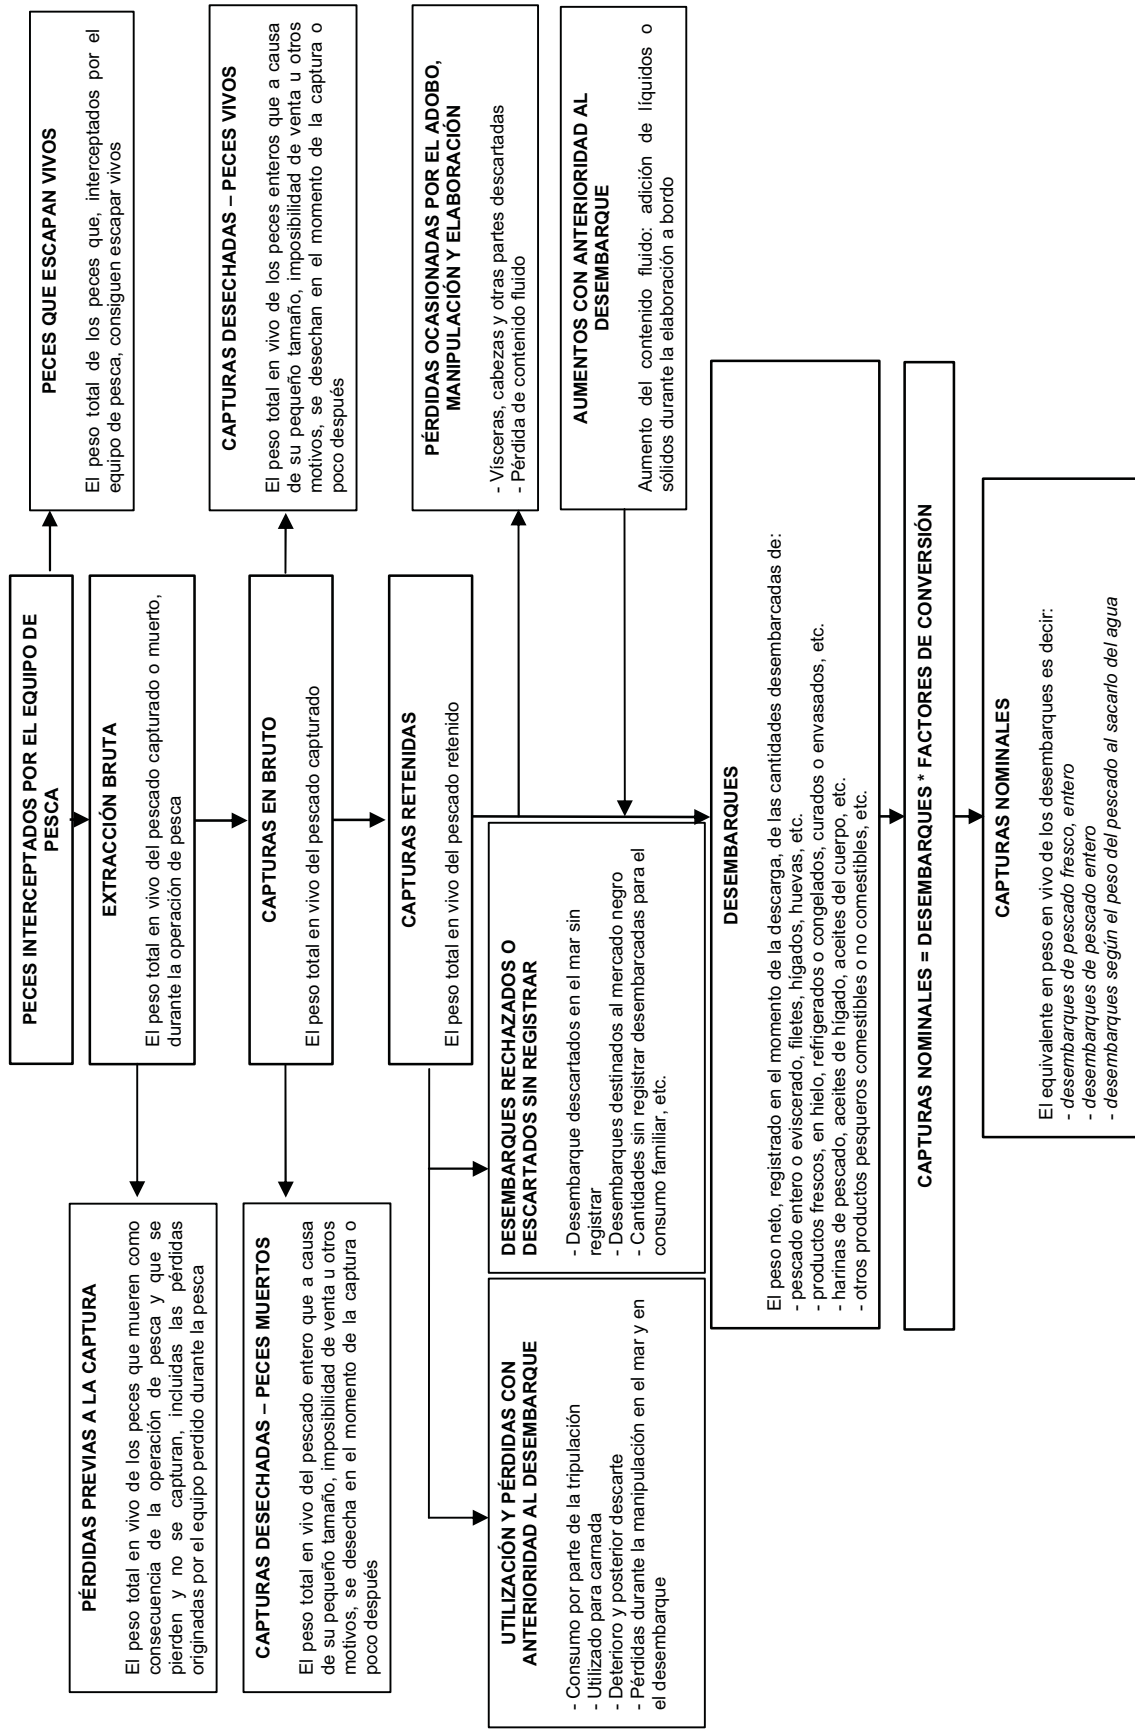 PECES INTERCEPTADOS POR EL EQUIPO DE
PESCA
PECES QUE ESCAPAN VIVOS
El peso total de los peces que, interceptados por el
equipo de pesca, consiguen escapar vivos
EXTRACCIÓN BRUTA
El peso total en vivo del pescado capturado o muerto,
durante la operación de pesca
PÉRDIDAS PREVIAS A LA CAPTURA
El peso total en vivo de los peces que mueren como
consecuencia de la operación de pesca y que se
pierden y no se capturan, incluidas las pérdidas
originadas por el equipo perdido durante la pesca
CAPTURAS EN BRUTO
El peso total en vivo del pescado capturado
CAPTURAS DESECHADAS – PECES VIVOS
El peso total en vivo de los peces enteros que a causa
de su pequeño tamaño, imposibilidad de venta u otros
motivos, se desechan en el momento de la captura o
poco después
CAPTURAS DESECHADAS – PECES MUERTOS
El peso total en vivo del pescado entero que a causa
de su pequeño tamaño, imposibilidad de venta u otros
motivos, se desecha en el momento de la captura o
poco después
CAPTURAS RETENIDAS
El peso total en vivo del pescado retenido
PÉRDIDAS OCASIONADAS POR EL ADOBO,
MANIPULACIÓN Y ELABORACIÓN
- Vísceras, cabezas y otras partes descartadas
- Pérdida de contenido fluido
UTILIZACIÓN Y PÉRDIDAS CON
ANTERIORIDAD AL DESEMBARQUE
- Consumo por parte de la tripulación
- Utilizado para carnada
- Deterioro y posterior descarte
- Pérdidas durante la manipulación en el mar y en
el desembarque
DESEMBARQUES RECHAZADOS O
DESCARTADOS SIN REGISTRAR
- Desembarque descartados en el mar sin
registrar
- Desembarques destinados al mercado negro
- Cantidades sin registrar desembarcadas para el
consumo familiar, etc.
AUMENTOS CON ANTERIORIDAD AL
DESEMBARQUE
Aumento del contenido fluido: adición de líquidos o
sólidos durante la elaboración a bordo
DESEMBARQUES
El peso neto, registrado en el momento de la descarga, de las cantidades desembarcadas de:
- pescado entero o eviscerado, filetes, hígados, huevas, etc.
- productos frescos, en hielo, refrigerados o congelados, curados o envasados, etc.
- harinas de pescado, aceites de hígado, aceites del cuerpo, etc.
- otros productos pesqueros comestibles o no comestibles, etc.
CAPTURAS NOMINALES = DESEMBARQUES * FACTORES DE CONVERSIÓN
CAPTURAS NOMINALES
El equivalente en peso en vivo de los desembarques es decir:
- desembarques de pescado fresco, entero
- desembarques de pescado entero
- desembarques según el peso del pescado al sacarlo del agua